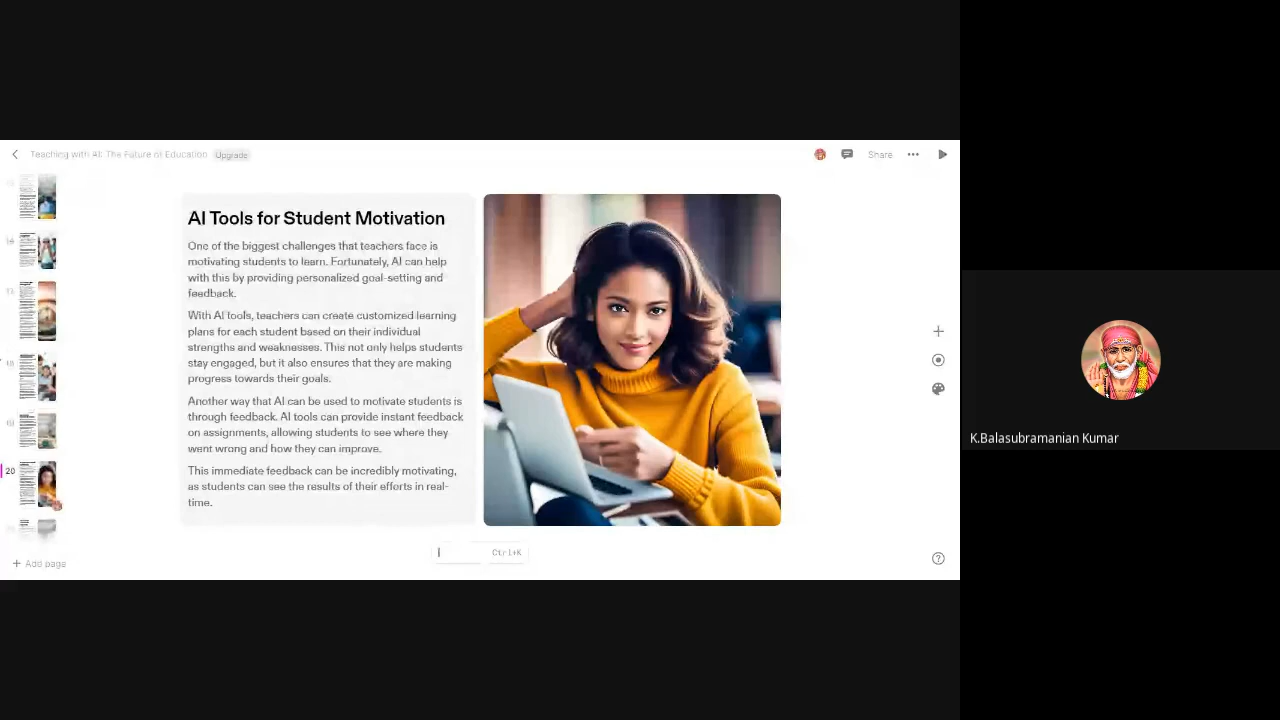 Teaching with AI: The Future of Education Upgrade
Share
AI Tools for Student Motivation
One of the biggest challenges that teachers face is
motivating students to learn. Fortunately, AI can help
with this by providing personalized goal-setting and
feedback.
With AI tools, teachers can create customized learning
plans for each student based on their individual
strengths and weaknesses. This not only helps students
stay engaged, but it also ensures that they are making
progress towards their goals.
Another way that AI can be used to motivate students is
through feedback. AI tools can provide instant feedback
on assignments, allowing students to see where they
went wrong and how they can improve.
This immediate feedback can be incredibly motivating,
as students can see the results of their efforts in real-
time.
20
+ Add page
Ctrl+K
K.Balasubramanian Kumar